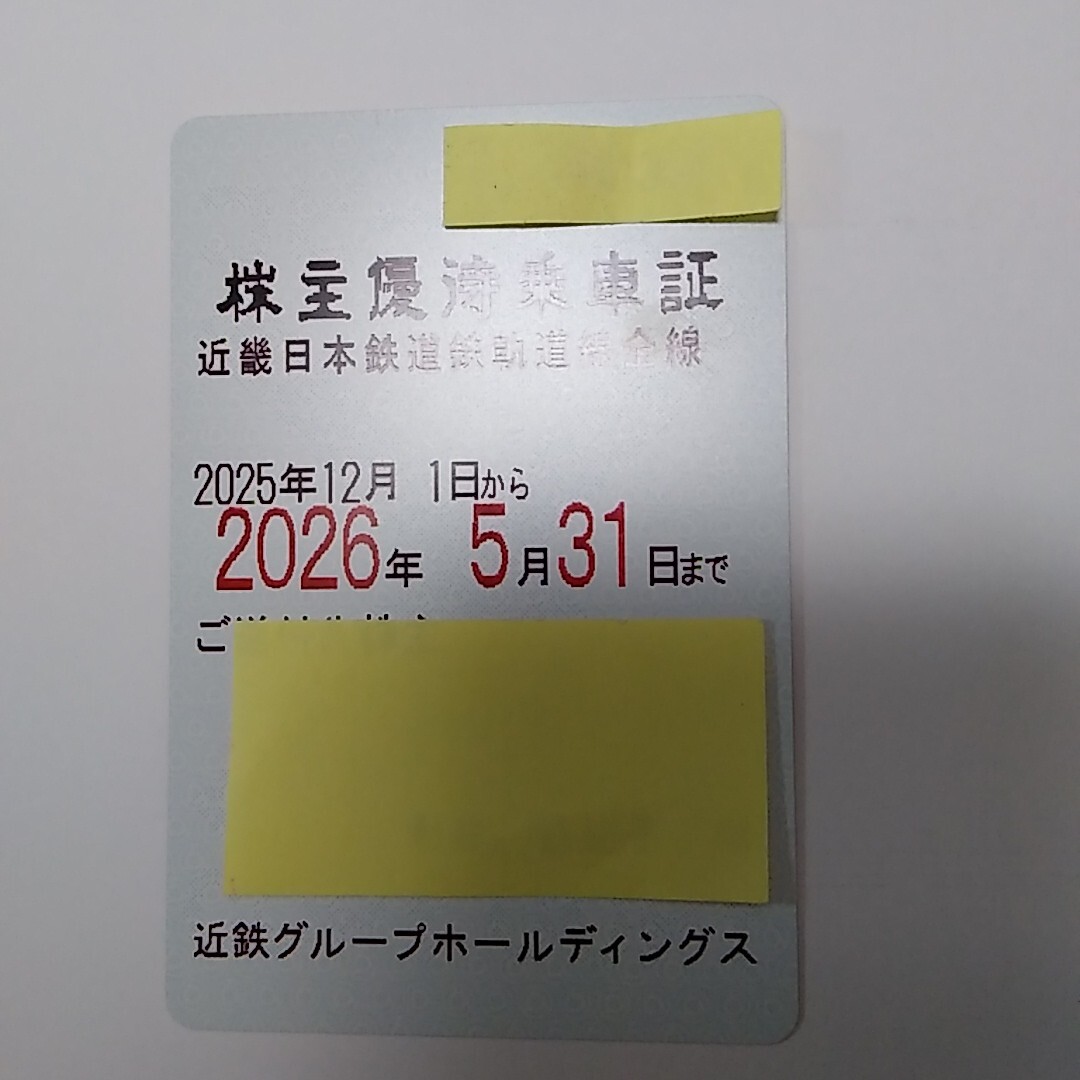 株主優待乗車証
近畿日本鉄道鉄軌道線全線
2025年12月 1日から
2026年 5月31日まで
ご
近鉄グループホールディングス